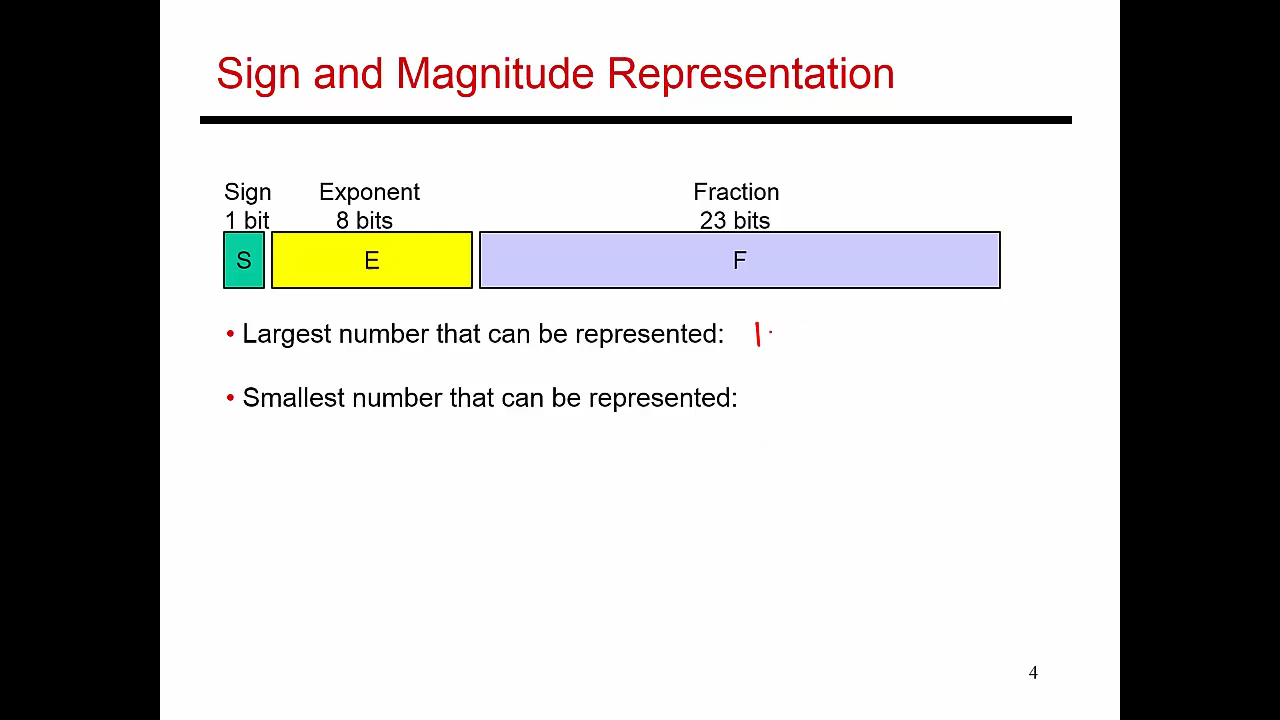 Sign and Magnitude Representation
Sign Exponent Fraction
1 bit 8 bits 23 bits
S E F
• Largest number that can be represented: 1.
• Smallest number that can be represented:
4